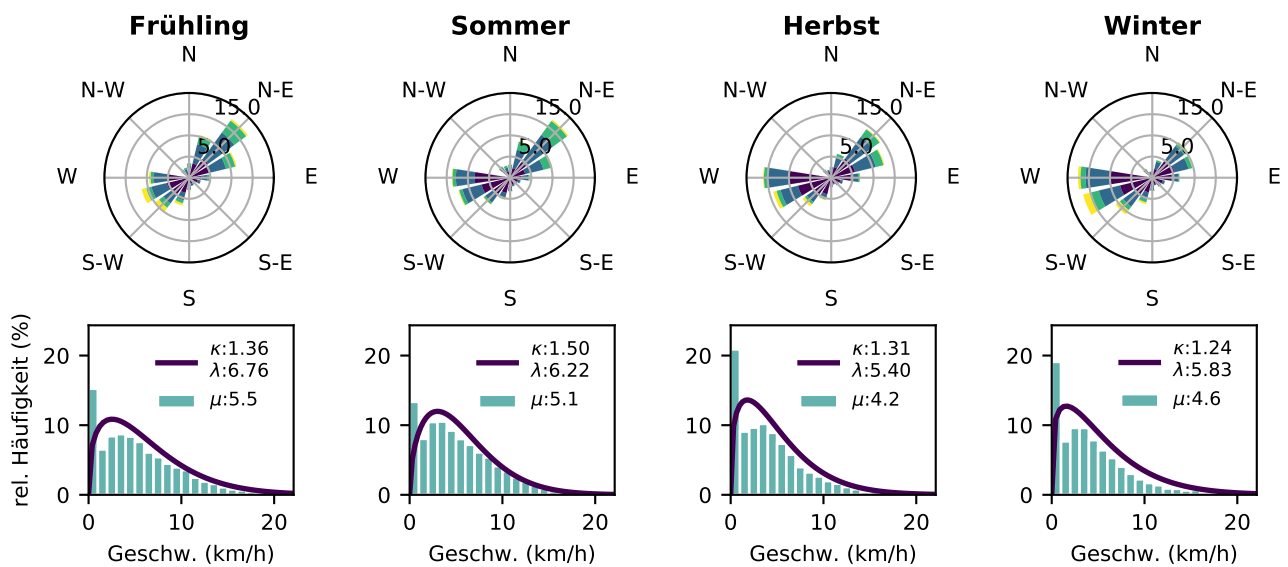 Frühling Sommer Herbst Winter
N N N N
N-W N-E N-W N-E N-W N-E N-W N-E
15.0 15.0 15.0 15.0
5.0 5.0 5.0 5.0
W E W E W E W E
S-W S-E S-W S-E S-W S-E S-W S-E
S S S S
rel. Häufigkeit (%)
20 κ:1.36 20 κ:1.50 20 κ:1.31 20 κ:1.24
λ:6.76 λ:6.22 λ:5.40 λ:5.83
μ:5.5 μ:5.1 μ:4.2 μ:4.6
10 10 10 10
0 0 0 0
0 10 20 0 10 20 0 10 20 0 10 20
Geschw. (km/h) Geschw. (km/h) Geschw. (km/h) Geschw. (km/h)